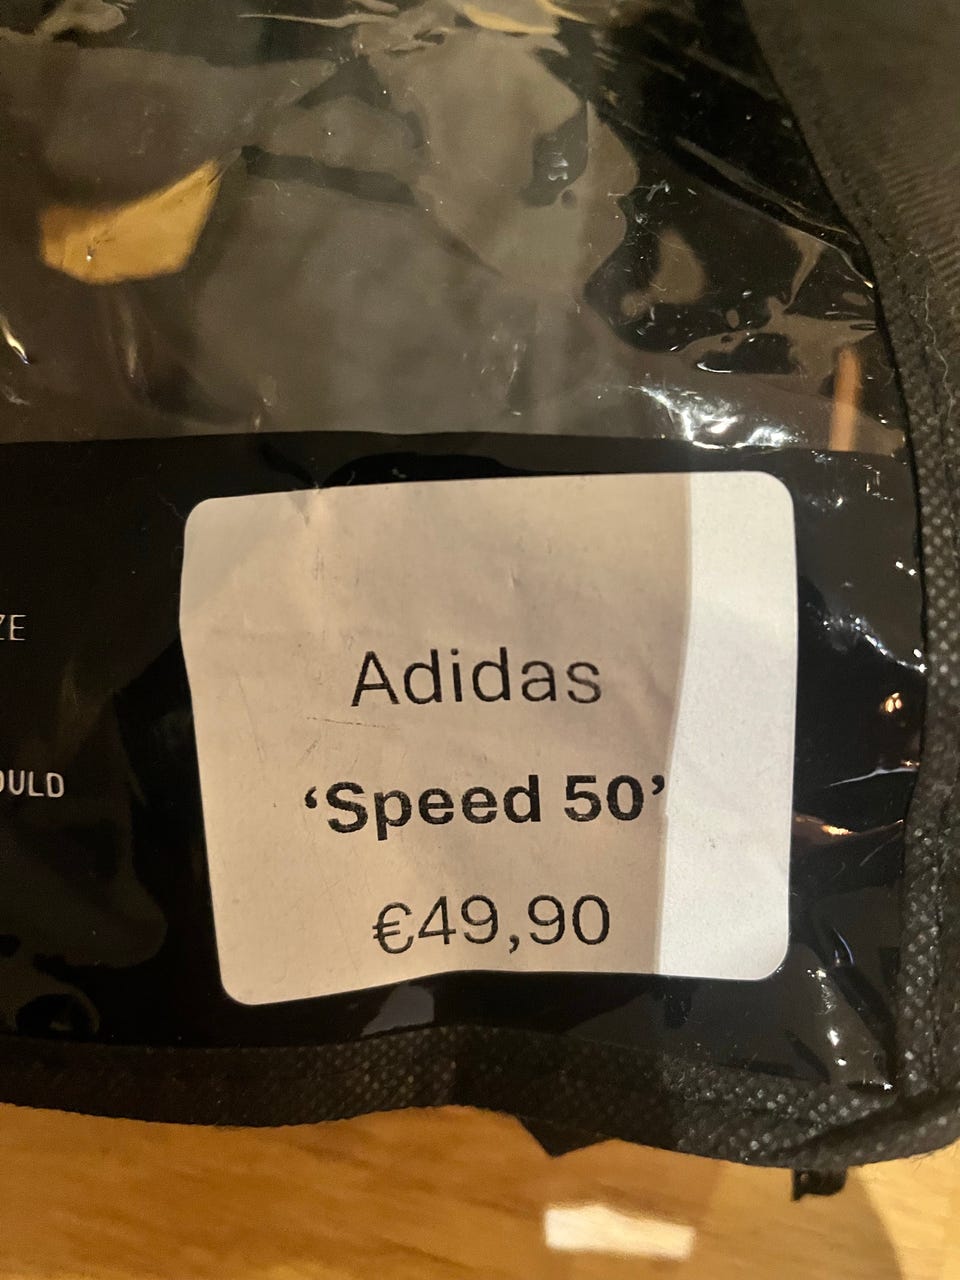 ZE
OULD
Adidas
‘Speed 50’
€49,90